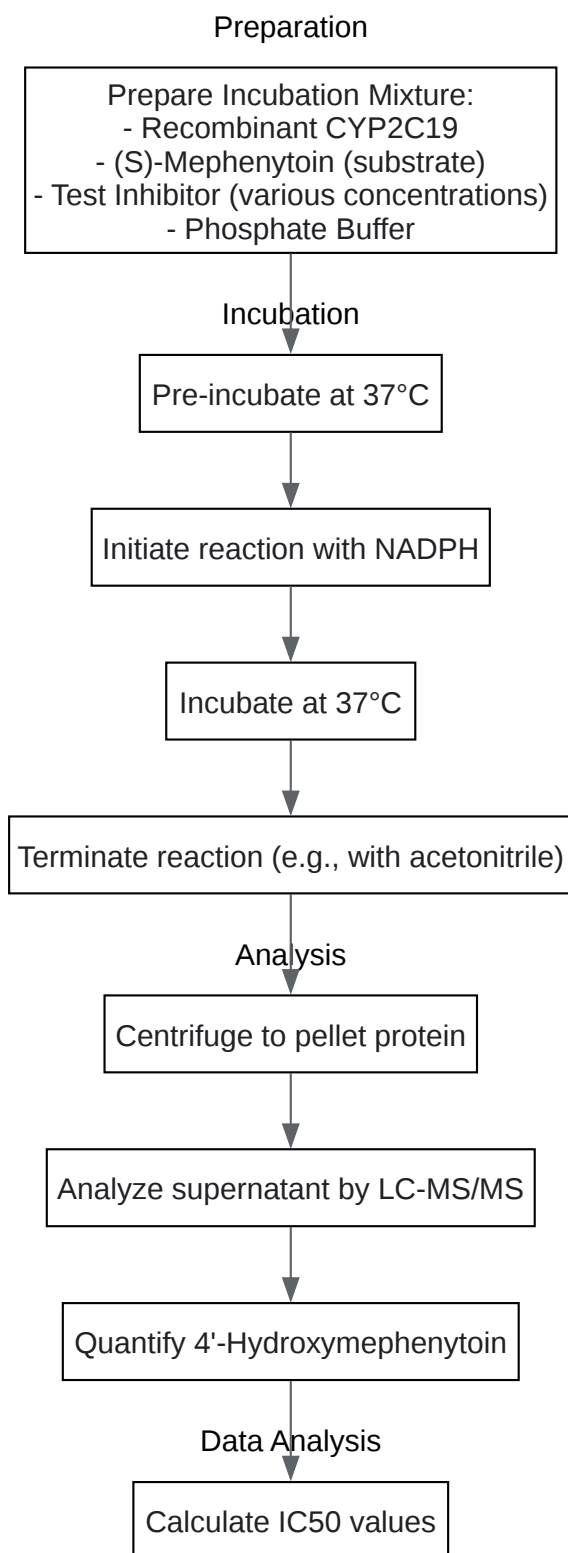 Preparation
Prepare Incubation Mixture:
- Recombinant CYP2C19
- (S)-Mephenytoin (substrate)
- Test Inhibitor (various concentrations)
- Phosphate Buffer
Incubation
Pre-incubate at 37°C
Initiate reaction with NADPH
Incubate at 37°C
Terminate reaction (e.g., with acetonitrile)
Analysis
Centrifuge to pellet protein
Analyze supernatant by LC-MS/MS
Quantify 4'-Hydroxymephenytoin
Data Analysis
Calculate IC50 values